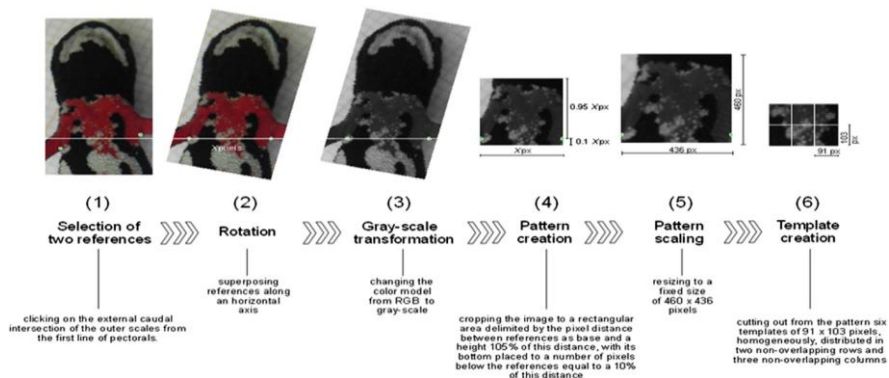 Xpixels
0.95 Xpx
0.1 Xpx
Xpx
460 px
436 px
103 px
91 px
(1)
Selection of
two references
(2)
Rotation
(3)
Gray-scale
transformation
(4)
Pattern
creation
(5)
Pattern
scaling
(6)
Template
creation
clicking on the external caudal
intersection of the outer scales from
the first line of pectorals.
superposing
references along
an horizontal
axis
changing the
color model
from RGB to
gray-scale
cropping the image to a rectangular
area delimited by the pixel distance
between references as base and a
height 105% of this distance, with its
bottom placed to a number of pixels
below the references equal to a 10%
of this distance
resizing to a
fixed size
of 460 x 436
pixels
cutting out from the pattern six
templates of 91 x 103 pixels,
homogeneously, distributed in
two non-overlapping rows and
three non-overlapping columns